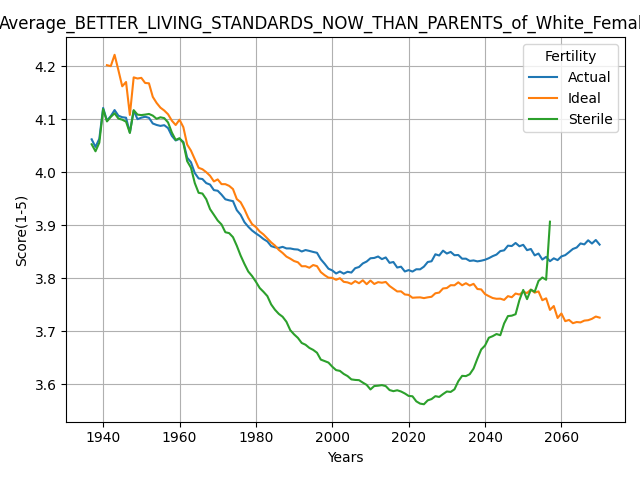 Average_BETTER_LIVING_STANDARDS_NOW_THAN_PARENTS_of_White_Femal
Fertility
Actual
Ideal
Sterile
Score(1-5)
4.2
4.1
4.0
3.9
3.8
3.7
3.6
1940 1960 1980 2000 2020 2040 2060
Years